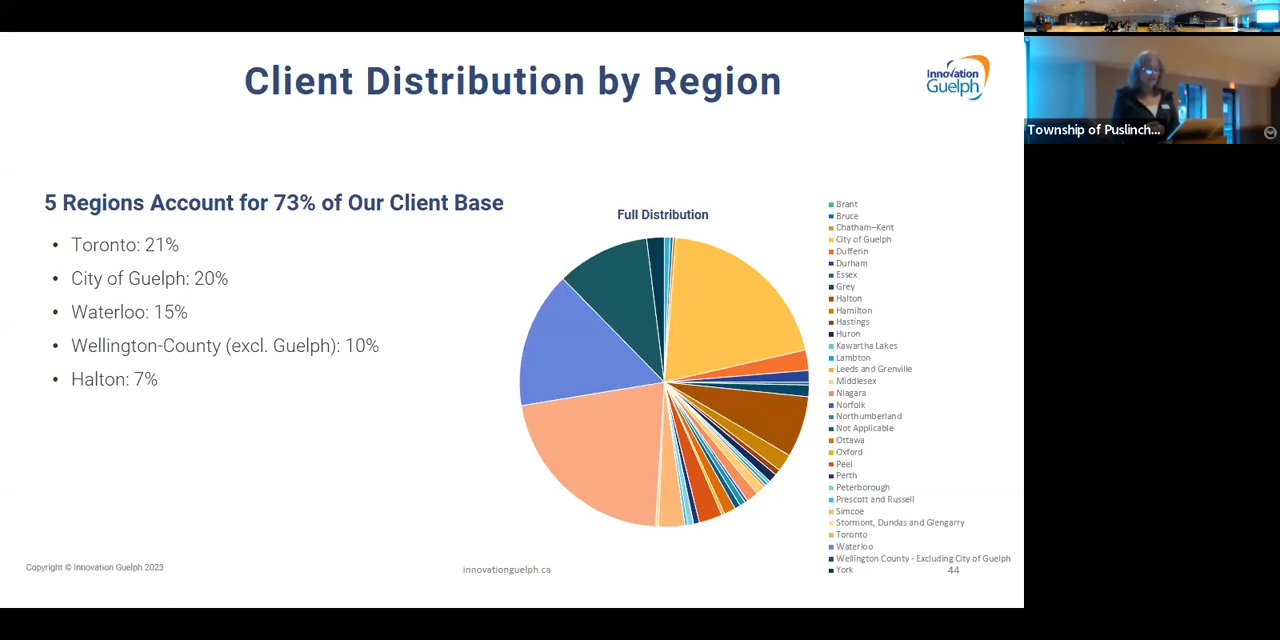 Client Distribution by Region
Innovation
Guelph
Township of Puslinch...
5 Regions Account for 73% of Our Client Base
• Toronto: 21%
• City of Guelph: 20%
• Waterloo: 15%
• Wellington-County (excl. Guelph): 10%
• Halton: 7%
Full Distribution
Brant
Bruce
Chatham–Kent
City of Guelph
Dufferin
Durham
Essex
Grey
Halton
Hamilton
Hastings
Huron
Kawartha Lakes
Lambton
Leeds and Grenville
Middlesex
Niagara
Norfolk
Northumberland
Not Applicable
Ottawa
Oxford
Peel
Perth
Peterborough
Prescott and Russell
Simcoe
Stormont, Dundas and Glengarry
Toronto
Waterloo
Wellington County - Excluding City of Guelph
York
Copyright © Innovation Guelph 2023
innovationguelph.ca
44